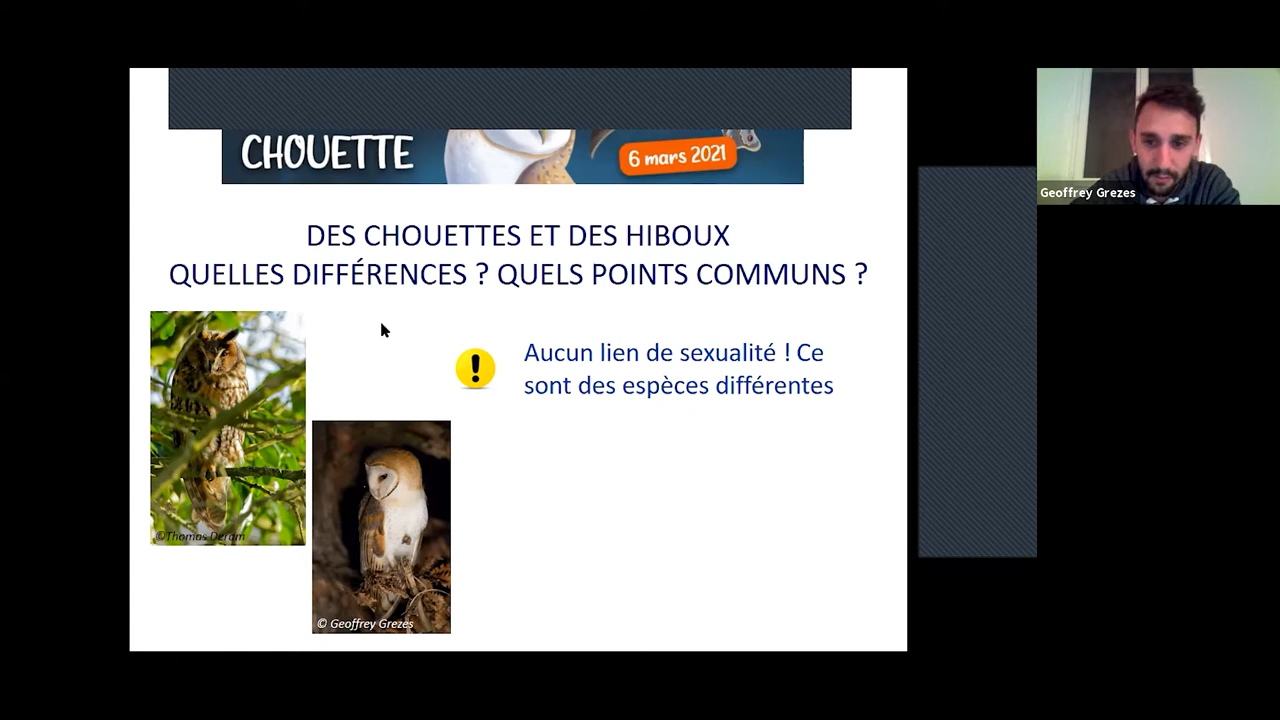 CHOUETTE
6 mars 2021
Geoffrey Grezes
DES CHOUETTES ET DES HIBOUX
QUELLES DIFFÉRENCES ? QUELS POINTS COMMUNS ?
Aucun lien de sexualité ! Ce
sont des espèces différentes
©Thomas Deram
© Geoffrey Grezes